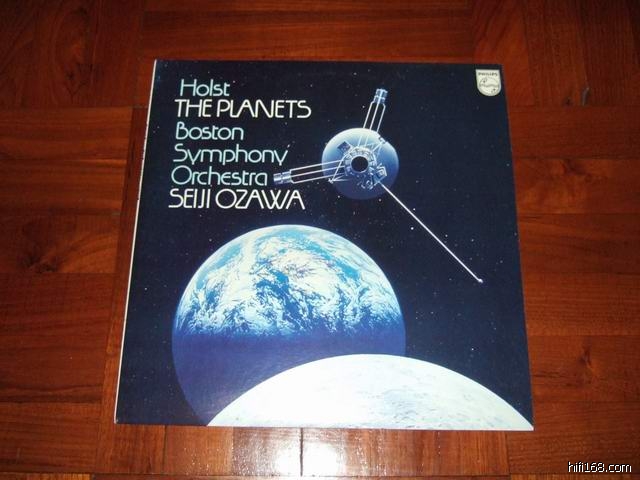 Holst
THE PLANETS
Boston
Symphony
Orchestra
SEIJI OZAWA
PHILIPS
hifi168.com